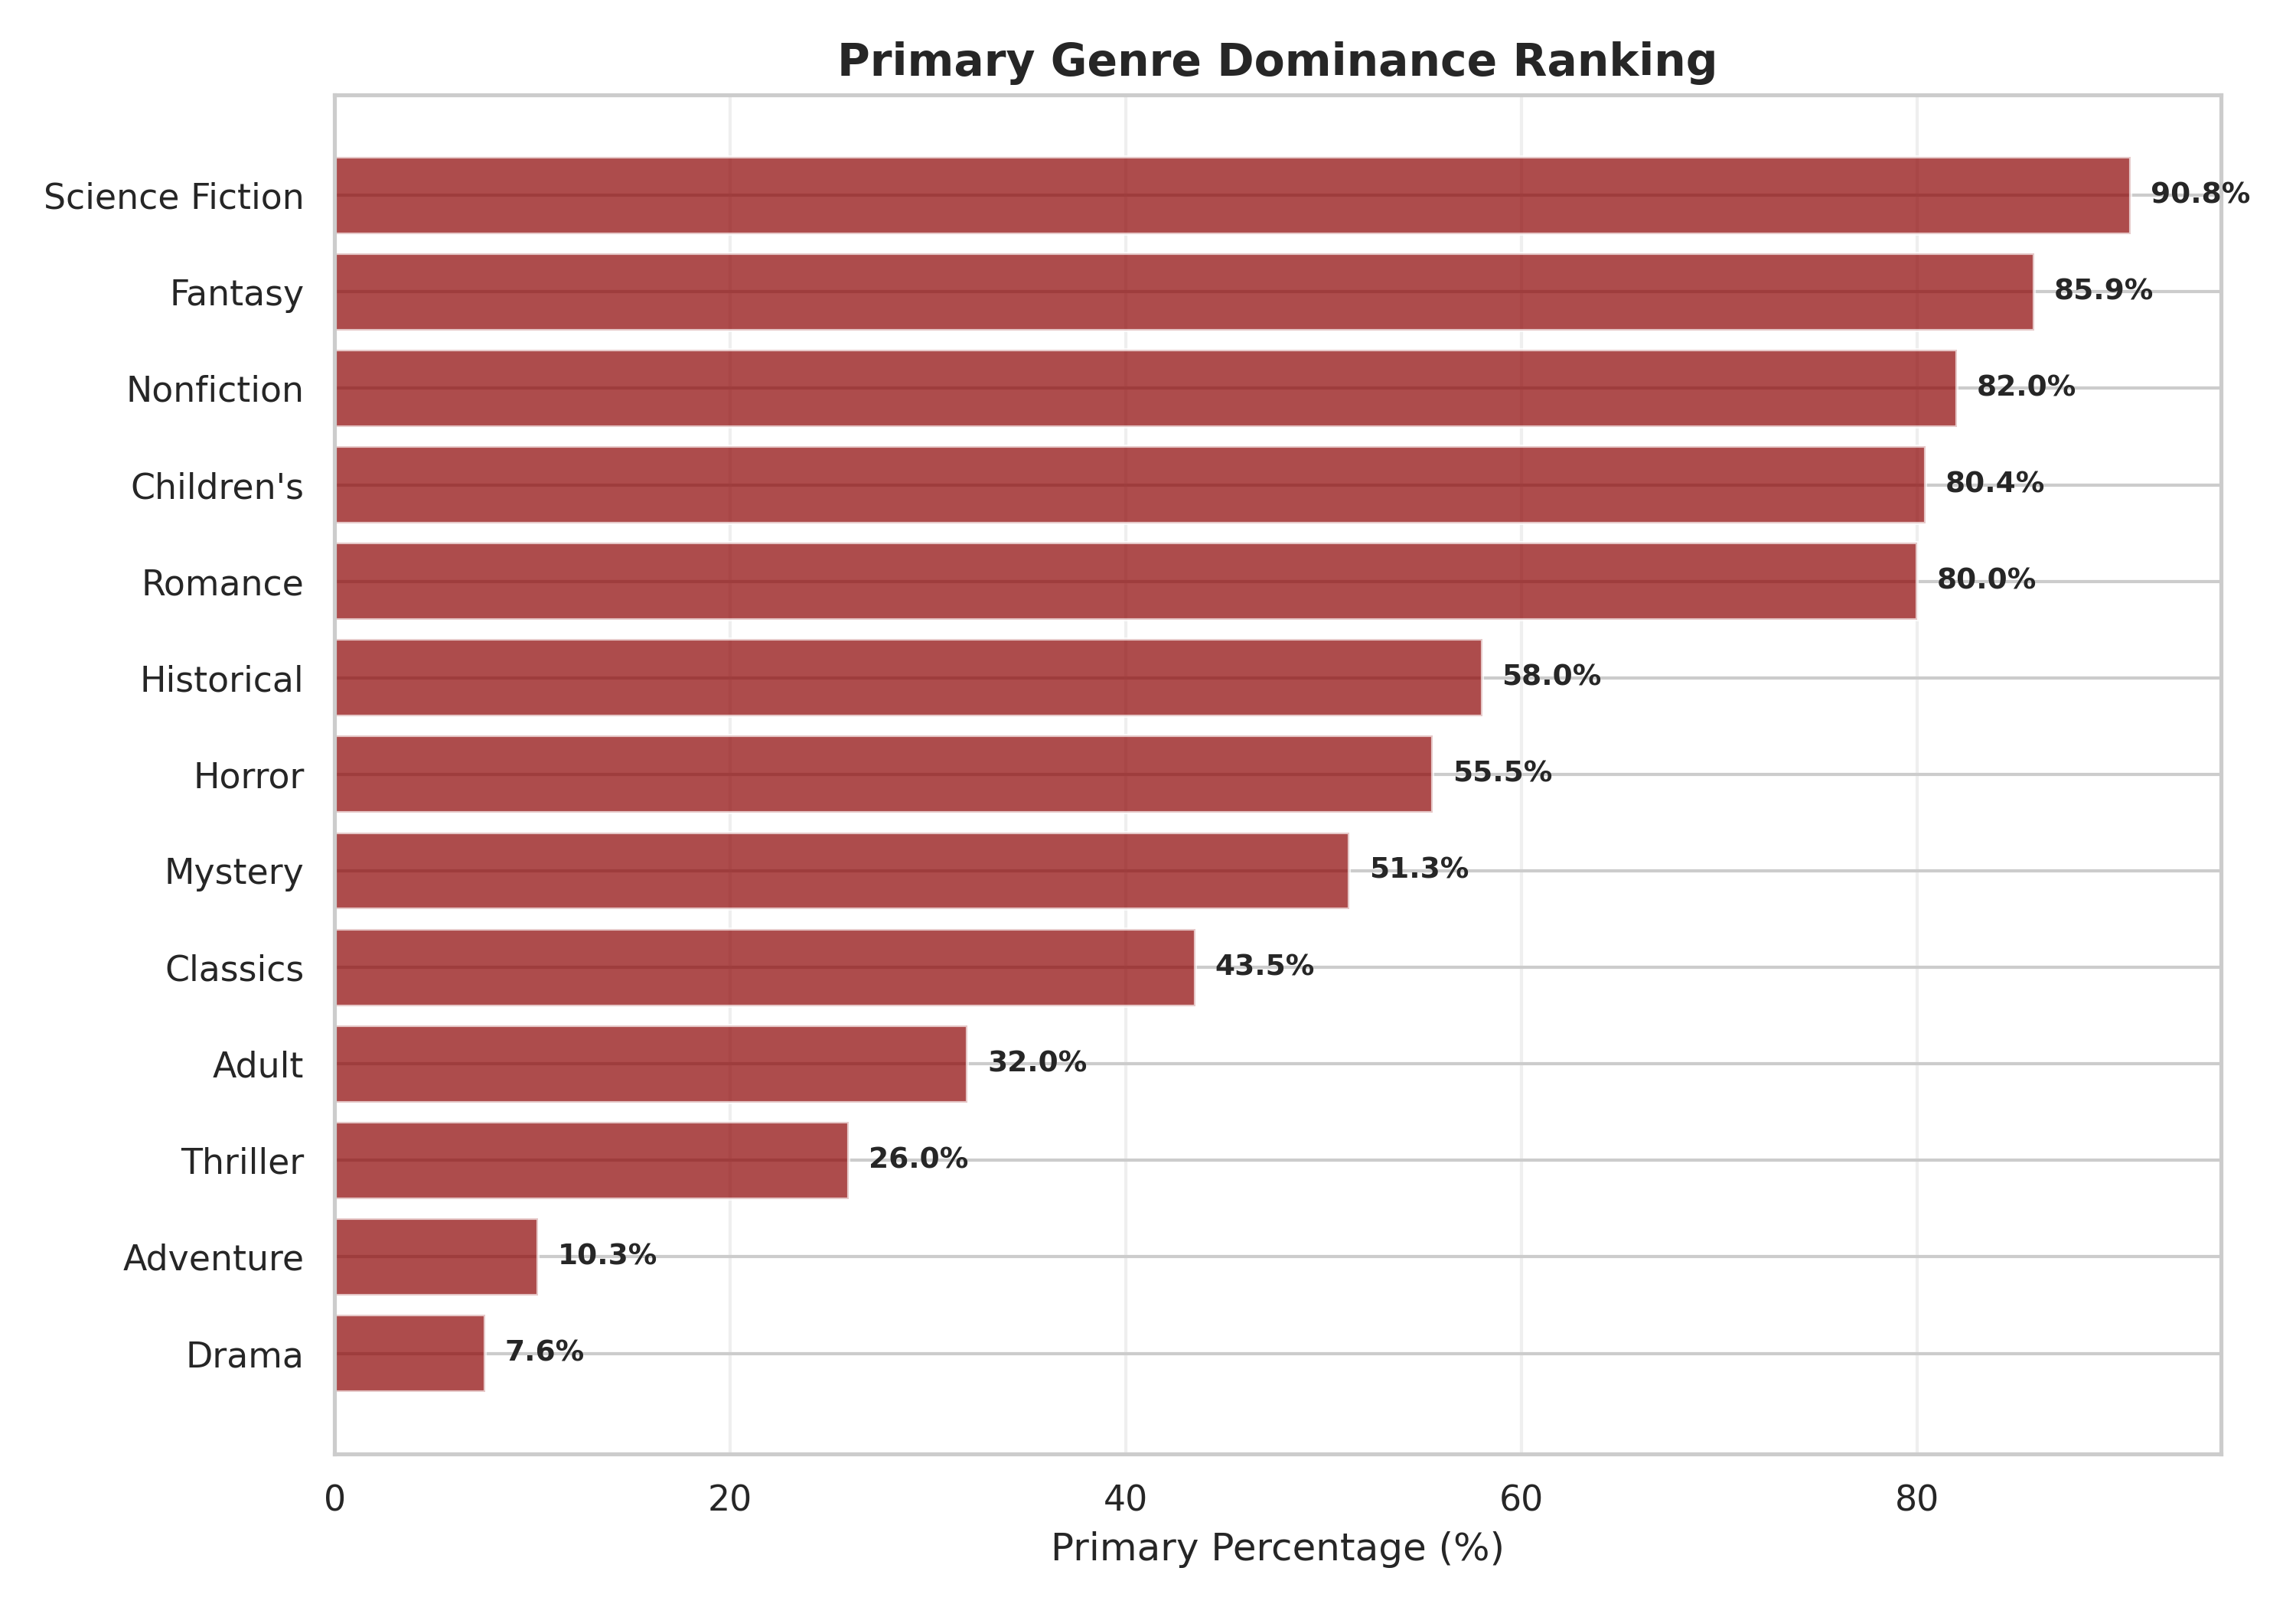 Primary Genre Dominance Ranking
Science Fiction 90.8%
Fantasy 85.9%
Nonfiction 82.0%
Children's 80.4%
Romance 80.0%
Historical 58.0%
Horror 55.5%
Mystery 51.3%
Classics 43.5%
Adult 32.0%
Thriller 26.0%
Adventure 10.3%
Drama 7.6%
0 20 40 60 80
Primary Percentage (%)